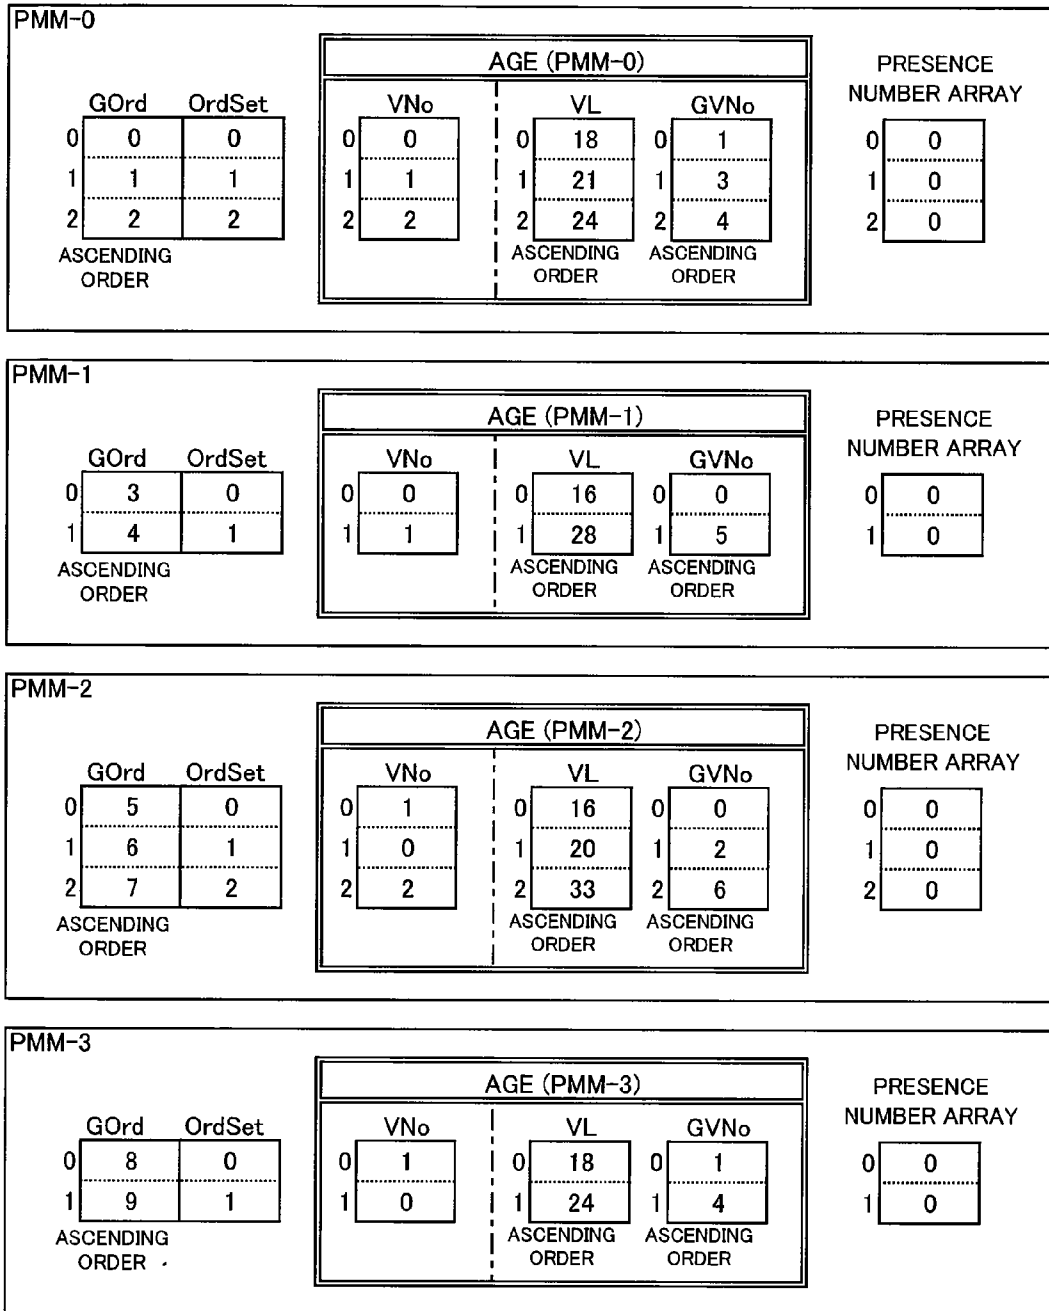 PMM-0
AGE (PMM-0)
PRESENCE
NUMBER ARRAY
GOrd OrdSet VNo VL GVNo
0 0 0 0 0 0 18 0 1 0 0
1 1 1 1 1 1 21 1 3 1 0
2 2 2 2 2 2 24 2 4 2 0
ASCENDING ASCENDING ASCENDING
ORDER ORDER ORDER
PMM-1
AGE (PMM-1)
PRESENCE
NUMBER ARRAY
GOrd OrdSet VNo VL GVNo
0 3 0 0 0 0 16 0 0 0 0
1 4 1 1 1 1 28 1 5 1 0
ASCENDING ASCENDING ASCENDING
ORDER ORDER ORDER
PMM-2
AGE (PMM-2)
PRESENCE
NUMBER ARRAY
GOrd OrdSet VNo VL GVNo
0 5 0 0 1 0 16 0 0 0 0
1 6 1 1 0 1 20 1 2 1 0
2 7 2 2 2 2 33 2 6 2 0
ASCENDING ASCENDING ASCENDING
ORDER ORDER ORDER
PMM-3
AGE (PMM-3)
PRESENCE
NUMBER ARRAY
GOrd OrdSet VNo VL GVNo
0 8 0 0 1 0 18 0 1 0 0
1 9 1 1 0 1 24 1 4 1 0
ASCENDING ASCENDING ASCENDING
ORDER ORDER ORDER